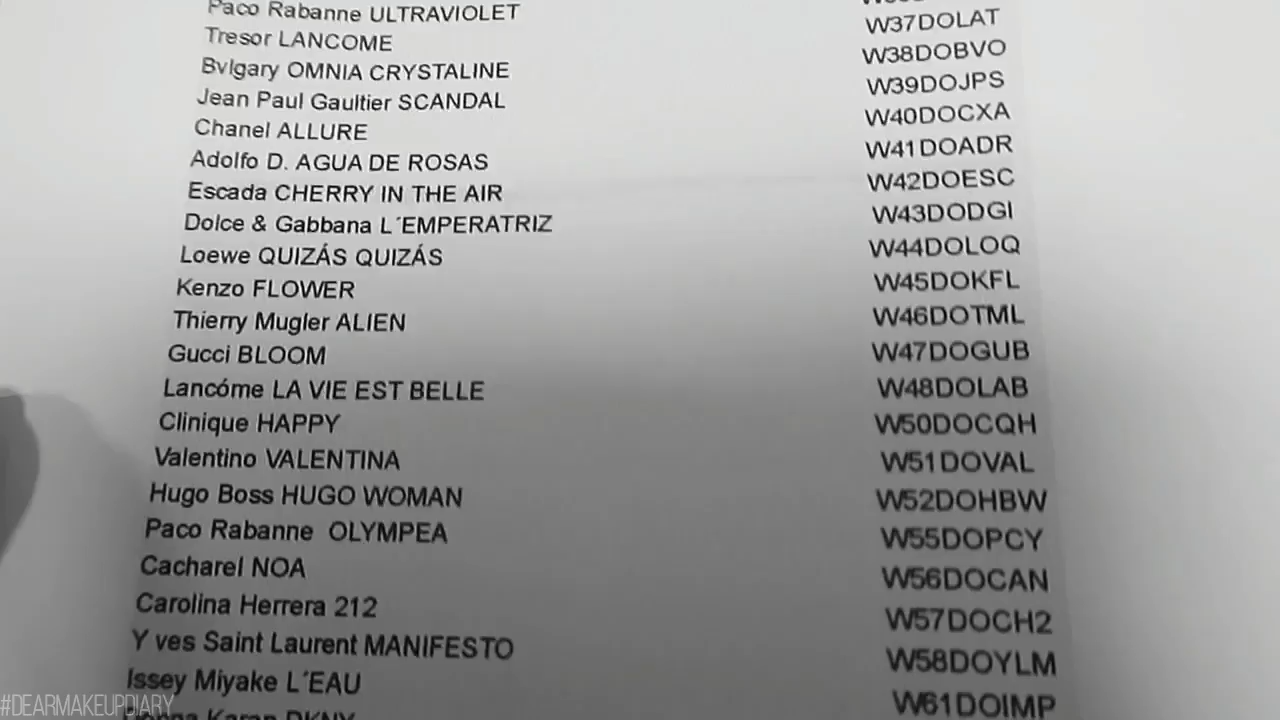 Paco Rabanne ULTRAVIOLET
Tresor LANCOME W37DOLAT
Bvlgary OMNIA CRYSTALINE W38DOBVO
Jean Paul Gaultier SCANDAL W39DOJPS
Chanel ALLURE W40DOCXA
Adolfo D. AGUA DE ROSAS W41DOADR
Escada CHERRY IN THE AIR W42DOESC
Dolce & Gabbana L´EMPERATRIZ W43DODGI
Loewe QUIZÁS QUIZÁS W44DOLOQ
Kenzo FLOWER W45DOKFL
Thierry Mugler ALIEN W46DOTML
Gucci BLOOM W47DOGUB
Lancóme LA VIE EST BELLE W48DOLAB
Clinique HAPPY W50DOCQH
Valentino VALENTINA W51DOVAL
Hugo Boss HUGO WOMAN W52DOHBW
Paco Rabanne OLYMPEA W55DOPCY
Cacharel NOA W56DOCAN
Carolina Herrera 212 W57DOCH2
Y ves Saint Laurent MANIFESTO W58DOYLM
Issey Miyake L´EAU W61DOIMP
Karan DKNY
#DEARMAKEUPDIARY